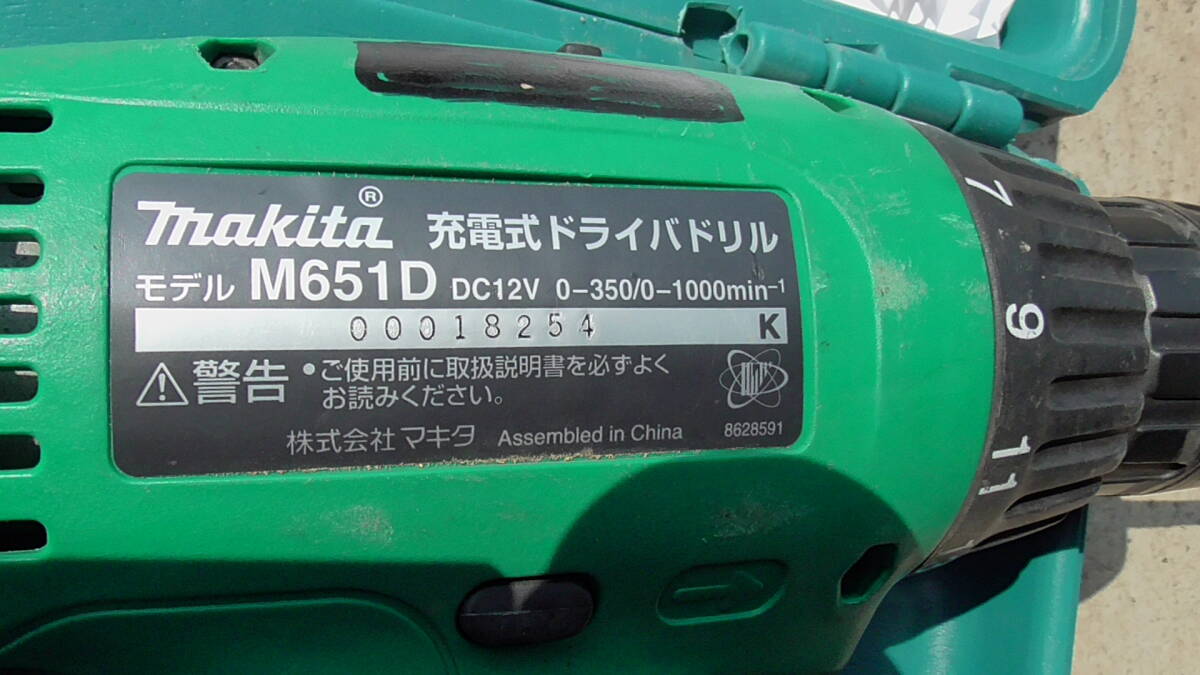 makita® 充電式ドライバドリル
モデル M651D DC12V 0-350/0-1000min-1
00018254 K
警告 •ご使用前に取扱説明書を必ずよく
お読みください。
株式会社 マキタ Assembled in China 8628591
7
9
11